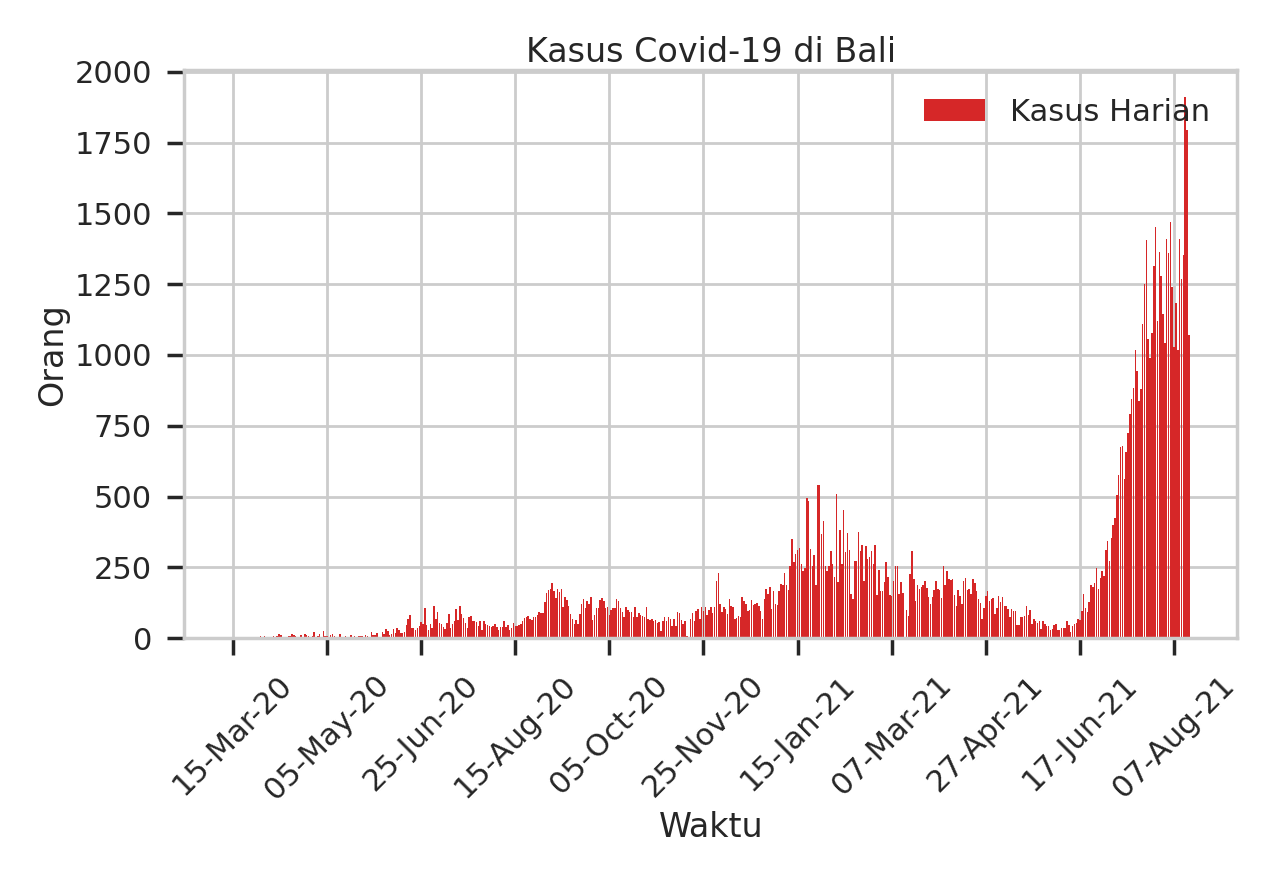 Kasus Covid-19 di Bali
Kasus Harian
2000
1750
1500
1250
1000
750
500
250
0
Orang
15-Mar-20
05-May-20
25-Jun-20
15-Aug-20
05-Oct-20
25-Nov-20
15-Jan-21
07-Mar-21
27-Apr-21
17-Jun-21
07-Aug-21
Waktu